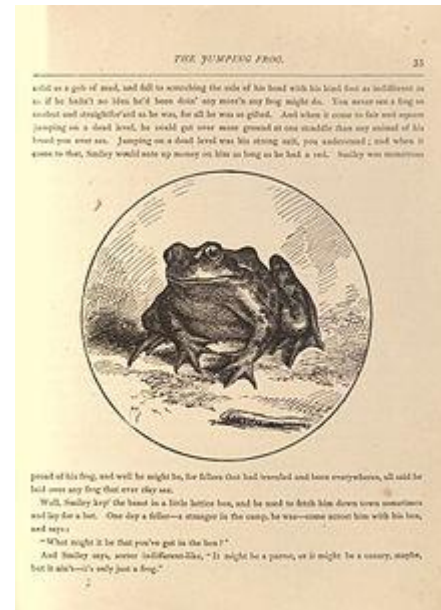 THE JUMPING FROG. 33
solid as a gob of mud, and fell to scratching the side of his head with his hind foot as indifferent as
if he hadn't no idea he'd been doin' any more'n any frog might do. You never see a frog so
modest and straightfor'ard as he was, for all he was so gifted. And when it come to fair and square
jumping on a dead level, he could get over more ground at one straddle than any animal of his
breed you ever see. Jumping on a dead level was his strong suit, you understand; and when it
come to that, Smiley would ante up money on him as long as he had a red. Smiley was monstrous
proud of his frog, and well he might be, for fellers that had traveled and been everywheres, all said he
laid over any frog that ever they see.
Well, Smiley kep' the beast in a little lattice box, and he used to fetch him down town sometimes
and lay for a bet. One day a feller—a stranger in the camp, he was—come acrost him with his box,
and says:
"What might it be that you've got in the box?"
And Smiley says, sorter indifferent-like, "It might be a parrot, or it might be a canary, maybe,
but it ain't—it's only just a frog."